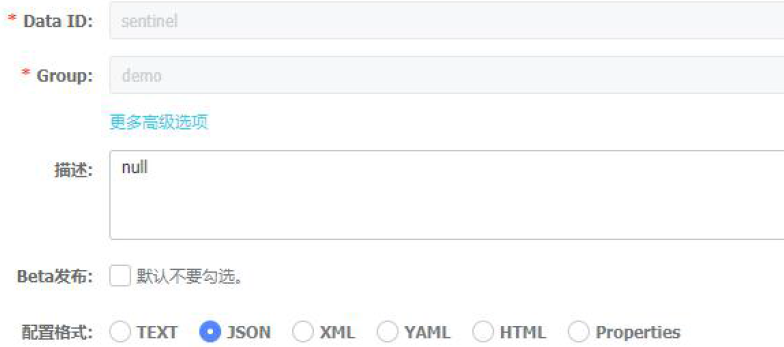 * Data ID: sentinel
* Group: demo
更多高级选项
描述: null
Beta发布: 默认不要勾选。
配置格式: TEXT JSON XML YAML HTML Properties